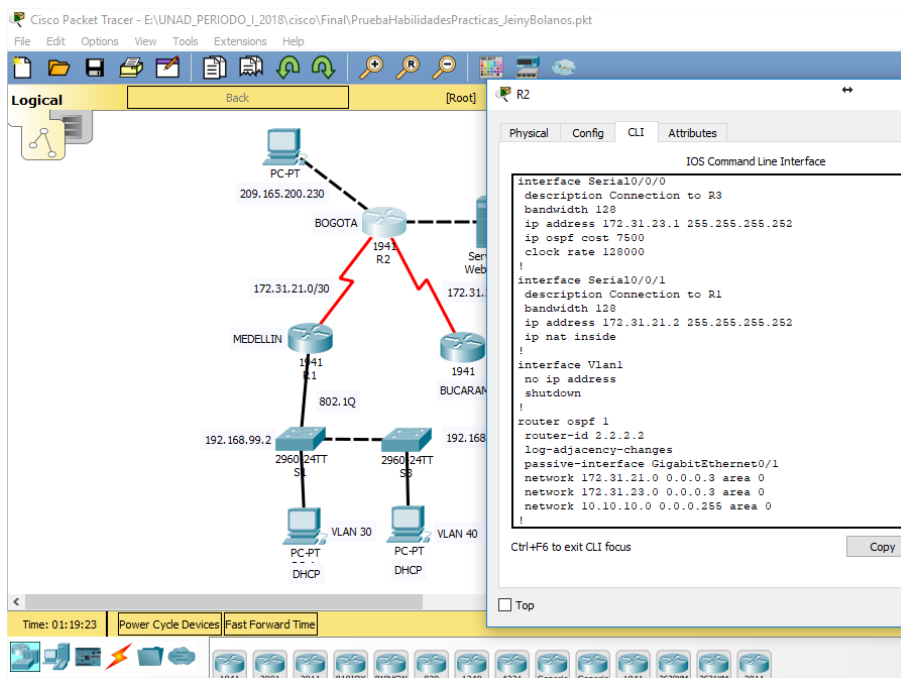 Cisco Packet Tracer - E:\UNAD_PERIODO_I_2018\cisco\Final\PruebaHabilidadesPracticas_JeinyBolanos.pkt
File Edit Options View Tools Extensions Help
Logical
Back
[Root]
PC-PT
209.165.200.230
BOGOTA
1941
R2
Ser
Web
172.31.21.0/30
172.31.
MEDELLIN
1941
R1
1941
BUCARAM
802.1Q
192.168.99.2
192.168
2960-24TT
S1
2960-24TT
S3
VLAN 30
VLAN 40
PC-PT
DHCP
PC-PT
DHCP
R2
Physical Config CLI Attributes
IOS Command Line Interface
interface Serial0/0/0
description Connection to R3
bandwidth 128
ip address 172.31.23.1 255.255.255.252
ip ospf cost 7500
clock rate 128000
!
interface Serial0/0/1
description Connection to R1
bandwidth 128
ip address 172.31.21.2 255.255.255.252
ip nat inside
!
interface Vlan1
no ip address
shutdown
!
router ospf 1
router-id 2.2.2.2
log-adjacency-changes
passive-interface GigabitEthernet0/1
network 172.31.21.0 0.0.0.3 area 0
network 172.31.23.0 0.0.0.3 area 0
network 10.10.10.0 0.0.0.255 area 0
!
Ctrl+F6 to exit CLI focus
Copy
Top
Time: 01:19:23
Power Cycle Devices Fast Forward Time